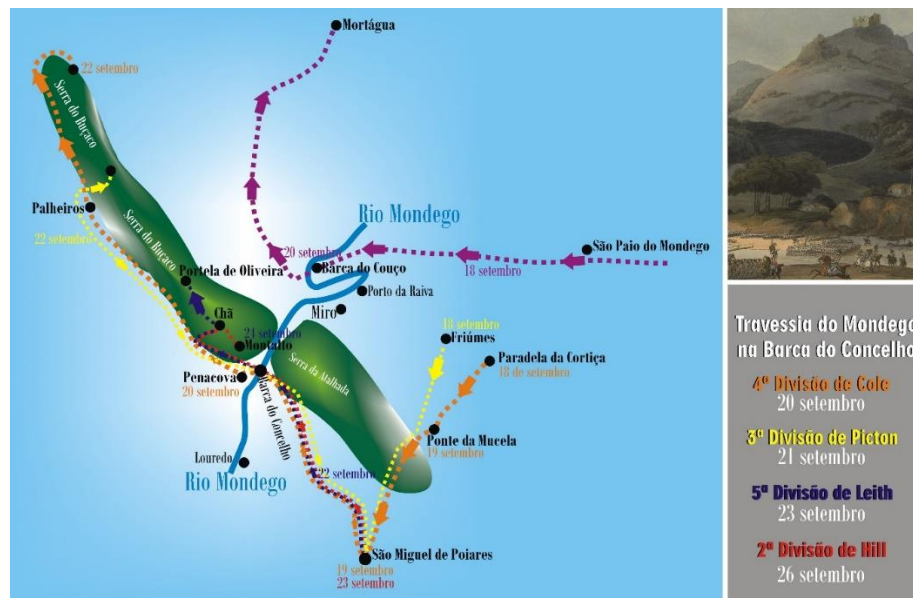 Mortágua
22 setembro
Serra do Buçaco
Palheiros
22 setembro
Serra do Buçaco
Portela de Oliveira
Chã
24 setembro
Montalto
Penacova
20 setembro
Barca do Concelho
Louredo
Rio Mondego
Rio Mondego
20 setembro
Barca do Couço
Porto da Raiva
Miro
18 setembro
São Paio do Mondego
Serra da Atalhada
18 setembro
Friúmes
Paradela da Cortiça
18 de setembro
Ponte da Mucela
19 setembro
22 setembro
São Miguel de Poiares
19 setembro
23 setembro
Travessia do Mondego
na Barca do Concelho
4ª Divisão de Cole
20 setembro
3ª Divisão de Picton
21 setembro
5ª Divisão de Leith
23 setembro
2ª Divisão de Hill
26 setembro